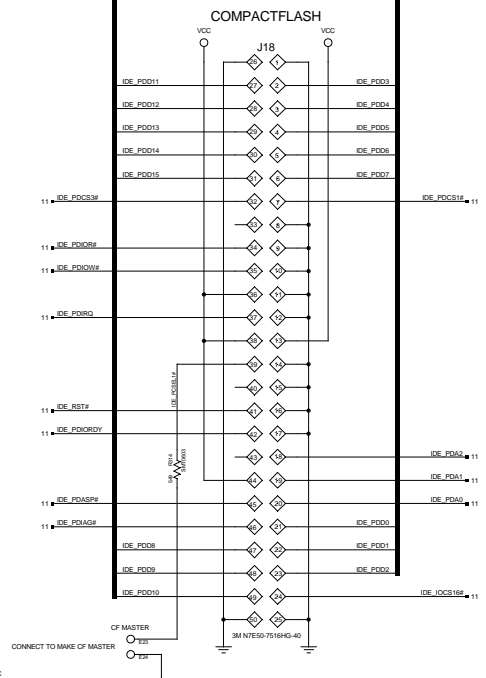 COMPACTFLASH
VCC VCC
J18
26 1
IDE_PDD11 27 2 IDE_PDD3
IDE_PDD12 28 3 IDE_PDD4
IDE_PDD13 29 4 IDE_PDD5
IDE_PDD14 30 5 IDE_PDD6
IDE_PDD15 31 6 IDE_PDD7
11 IDE_PDCS3# 32 7 IDE_PDCS1# 11
33 8
11 IDE_PDIOR# 34 9
11 IDE_PDIOW# 35 10
36 11
11 IDE_PDIRQ 37 12
38 13
39 14
IDE_PCSEL1#
40 15
11 IDE_RST# 41 16
11 IDE_PDIORDY 42 17
43 18 IDE_PDA2 11
549 R314 SMT0603
44 19 IDE_PDA1 11
11 IDE_PDASP# 45 20 IDE_PDA0 11
11 IDE_PDIAG# 46 21 IDE_PDD0
IDE_PDD8 47 22 IDE_PDD1
IDE_PDD9 48 23 IDE_PDD2
IDE_PDD10 49 24 IDE_IOCS16# 11
50 25
3M N7E50-7516HG-40
CF MASTER
E23
CONNECT TO MAKE CF MASTER
E24